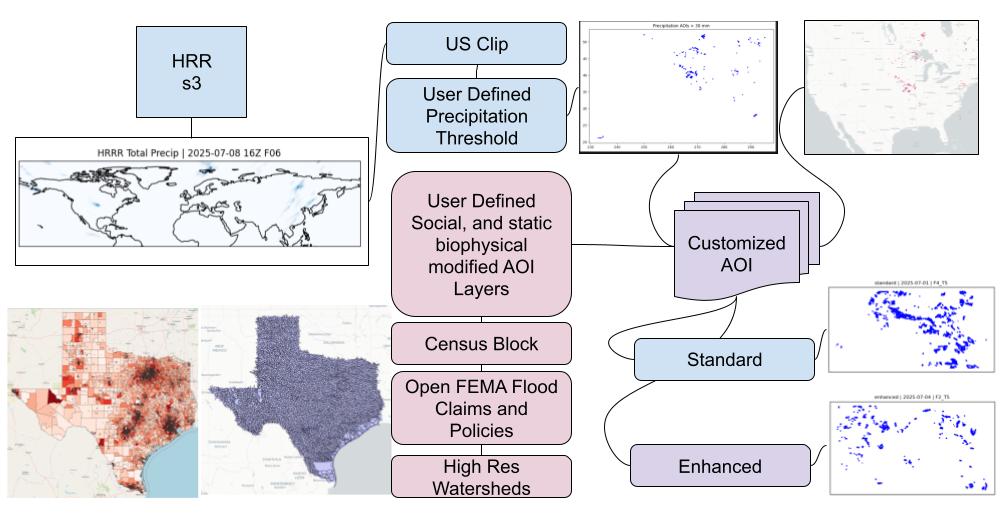 HRR
s3
HRRR Total Precip | 2025-07-08 16Z F06
US Clip
User Defined
Precipitation
Threshold
Precipitation AOIs > 30 mm
User Defined
Social, and static
biophysical
modified AOI
Layers
Census Block
Open FEMA Flood
Claims and
Policies
High Res
Watersheds
Customized
AOI
standard | 2025-07-01 | F4_T5
Standard
enhanced | 2025-07-04 | F2_T5
Enhanced